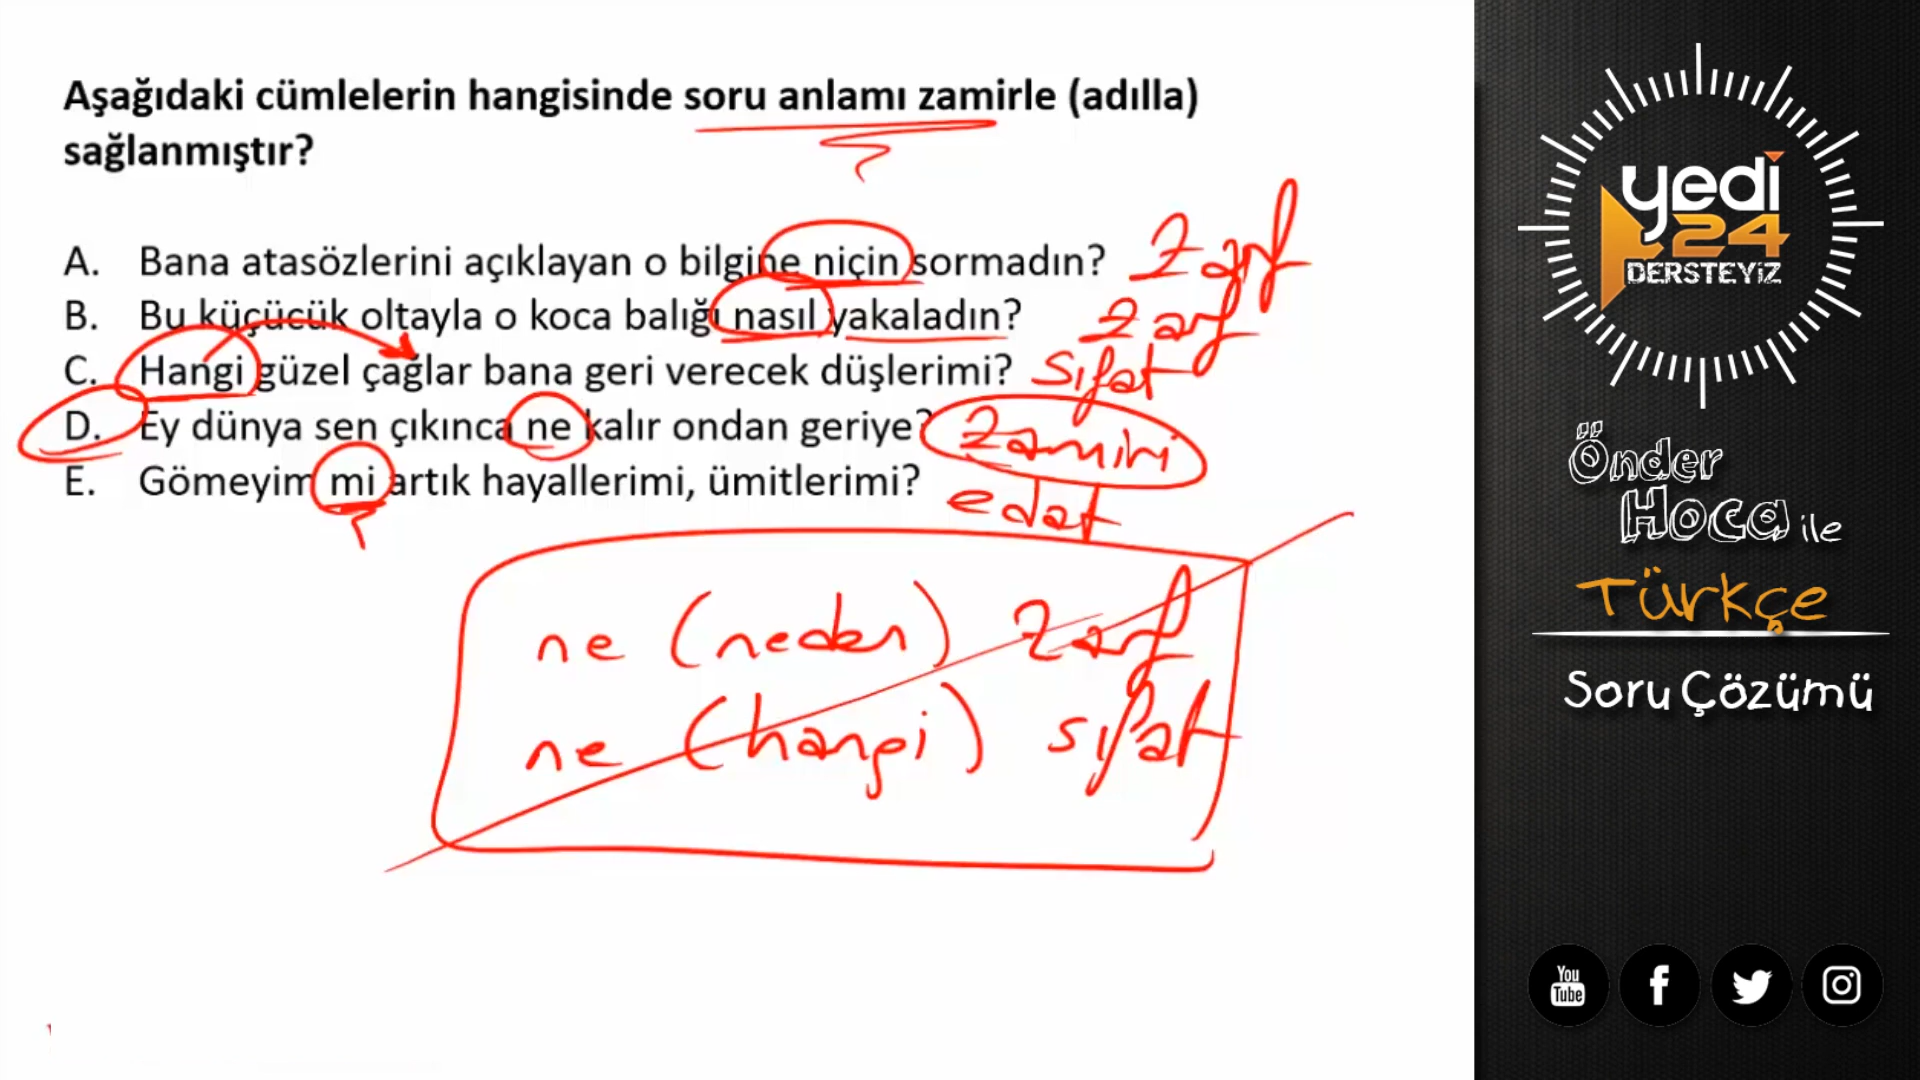 Aşağıdaki cümlelerin hangisinde soru anlamı zamirle (adılla)
sağlanmıştır?
A. Bana atasözlerini açıklayan o bilgine niçin sormadın? zarf
B. Bu küçücük oltayla o koca balığı nasıl yakaladın? zarf
C. Hangi güzel çağlar bana geri verecek düşlerimi? sıfat
D. Ey dünya sen çıkınca ne kalır ondan geriye? zamiri
E. Gömeyim mi artık hayallerimi, ümitlerimi? edat
ne (neden) zarf
ne (hangi) sıfat
yedi
24
DERSTEYİZ
Önder
Hoca ile
Türkçe
Soru Çözümü
You
Tube